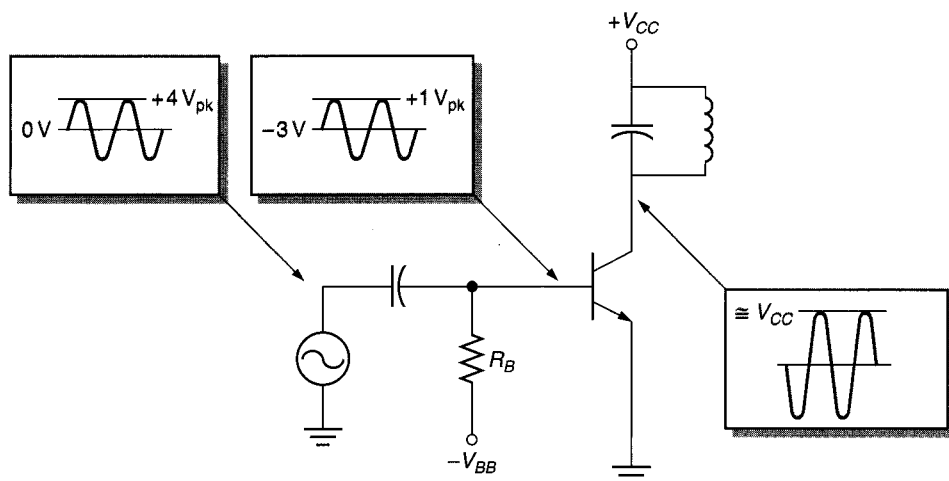 +V_CC
+4 V_pk
0 V
+1 V_pk
−3 V
≅ V_CC
R_B
−V_BB